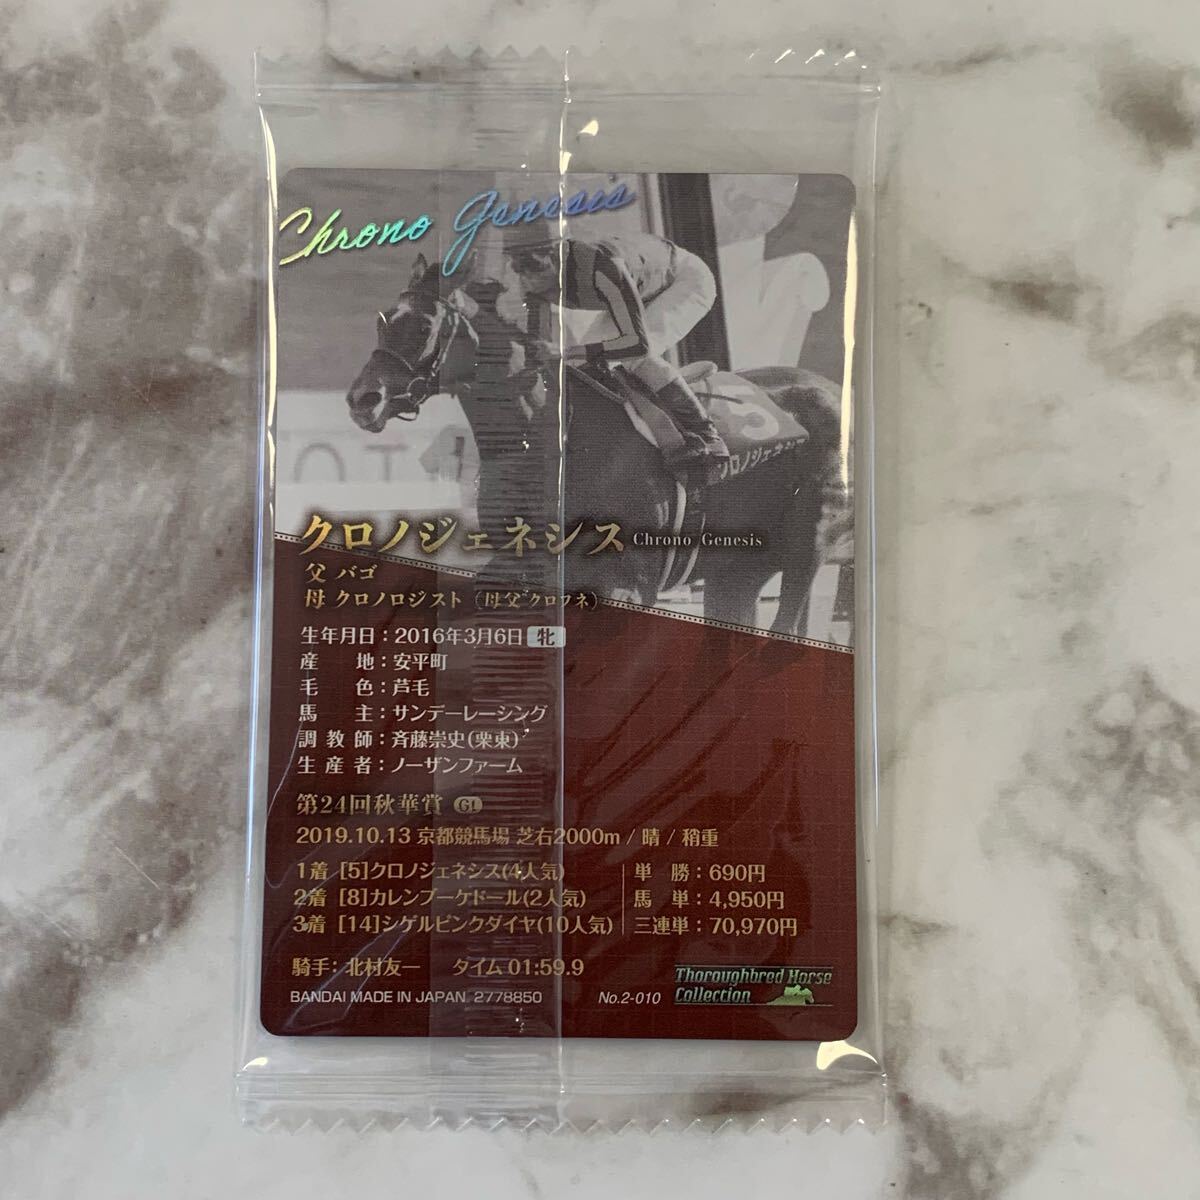 Chrono Genesis
3
クロノジェネシス
クロノジェネシス Chrono Genesis
父 バゴ
母 クロノロジスト（母父 クロフネ）
生年月日：2016年3月6日 牝
産地：安平町
毛色：芦毛
馬主：サンデーレーシング
調教師：斉藤崇史(栗東)
生産者：ノーザンファーム
第24回秋華賞 G1
2019.10.13 京都競馬場 芝右2000m / 晴 / 稍重
1着 [5]クロノジェネシス(4人気) 単勝：690円
2着 [8]カレンブーケドール(2人気) 馬単：4,950円
3着 [14]シゲルピンクダイヤ(10人気) 三連単：70,970円
騎手：北村友一 タイム 01:59.9
BANDAI MADE IN JAPAN 2778850 No.2-010
Thoroughbred Horse
Collection